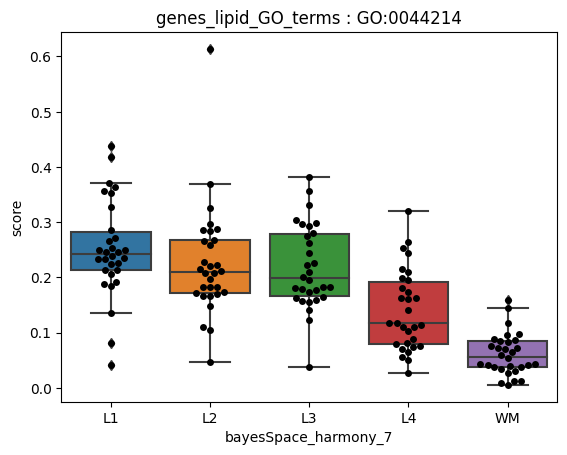 genes_lipid_GO_terms : GO:0044214
0.6
0.5
0.4
0.3
0.2
0.1
0.0
score
L1 L2 L3 L4 WM
bayesSpace_harmony_7